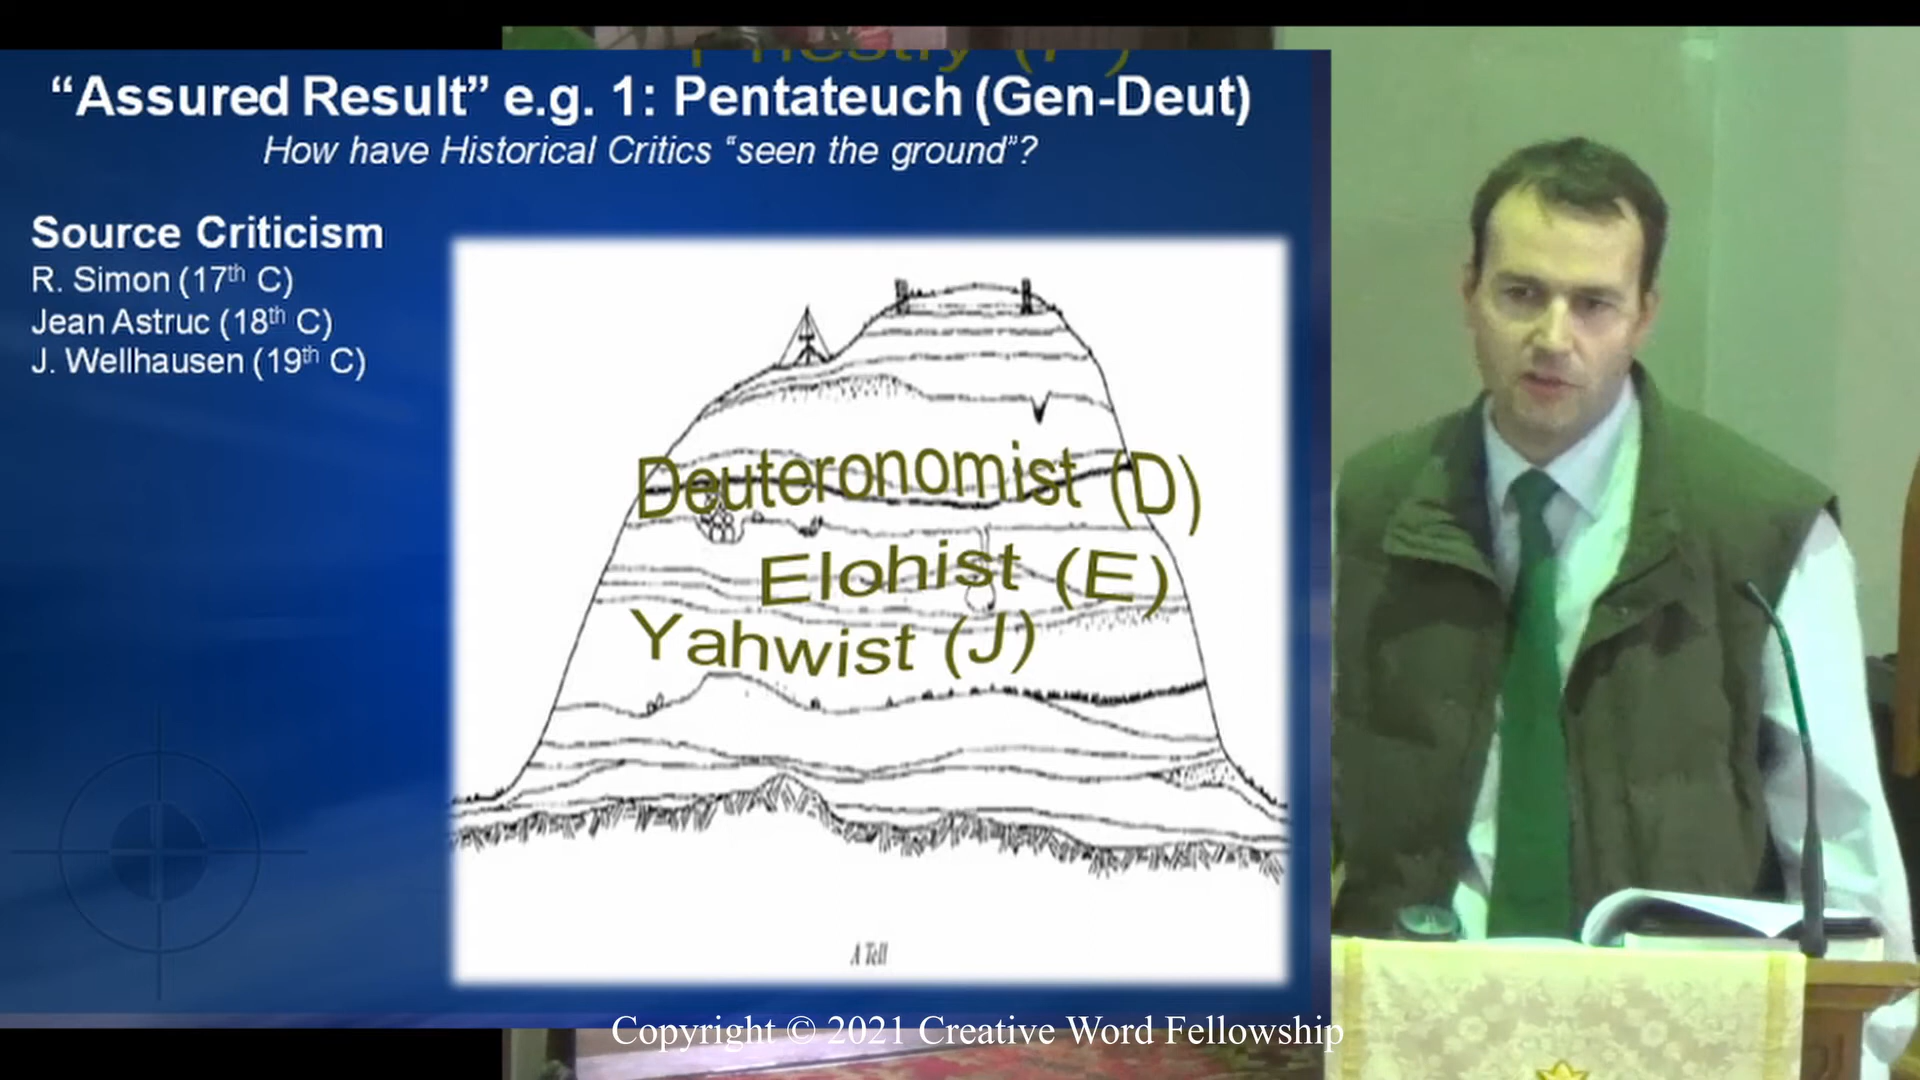 Priestly (P)
“Assured Result” e.g. 1: Pentateuch (Gen-Deut)
How have Historical Critics “seen the ground”?
Source Criticism
R. Simon (17th C)
Jean Astruc (18th C)
J. Wellhausen (19th C)
Deuteronomist (D)
Elohist (E)
Yahwist (J)
A Tell
Copyright © 2021 Creative Word Fellowship